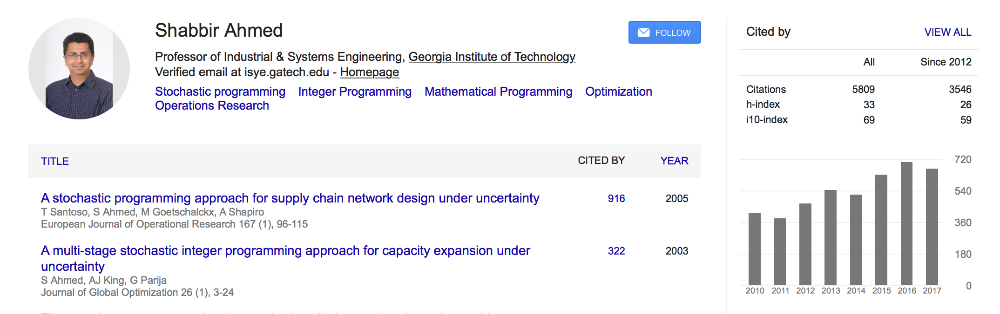 Shabbir Ahmed
FOLLOW
Professor of Industrial & Systems Engineering, Georgia Institute of Technology
Verified email at isye.gatech.edu - Homepage
Stochastic programming Integer Programming Mathematical Programming Optimization
Operations Research
TITLE CITED BY YEAR
A stochastic programming approach for supply chain network design under uncertainty 916 2005
T Santoso, S Ahmed, M Goetschalckx, A Shapiro
European Journal of Operational Research 167 (1), 96-115
A multi-stage stochastic integer programming approach for capacity expansion under 322 2003
uncertainty
S Ahmed, AJ King, G Parija
Journal of Global Optimization 26 (1), 3-24
Cited by VIEW ALL
All Since 2012
Citations 5809 3546
h-index 33 26
i10-index 69 59
720
540
360
180
0
2010 2011 2012 2013 2014 2015 2016 2017